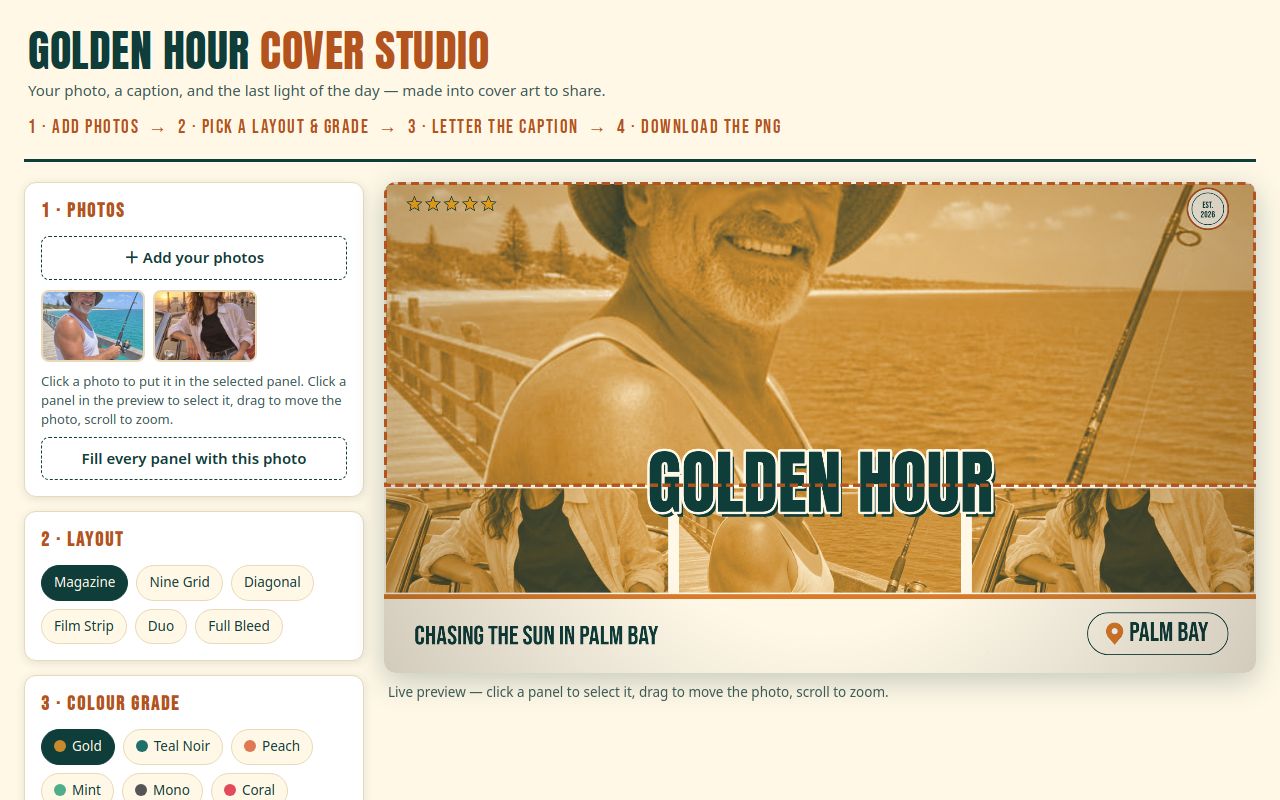 GOLDEN HOUR COVER STUDIO
Your photo, a caption, and the last light of the day — made into cover art to share.
1 · ADD PHOTOS → 2 · PICK A LAYOUT & GRADE → 3 · LETTER THE CAPTION → 4 · DOWNLOAD THE PNG
1 · PHOTOS
+ Add your photos
Click a photo to put it in the selected panel. Click a
panel in the preview to select it, drag to move the
photo, scroll to zoom.
Fill every panel with this photo
2 · LAYOUT
Magazine
Nine Grid
Diagonal
Film Strip
Duo
Full Bleed
3 · COLOUR GRADE
Gold
Teal Noir
Peach
Mint
Mono
Coral
EST.
2026
GOLDEN HOUR
CHASING THE SUN IN PALM BAY
PALM BAY
Live preview — click a panel to select it, drag to move the photo, scroll to zoom.